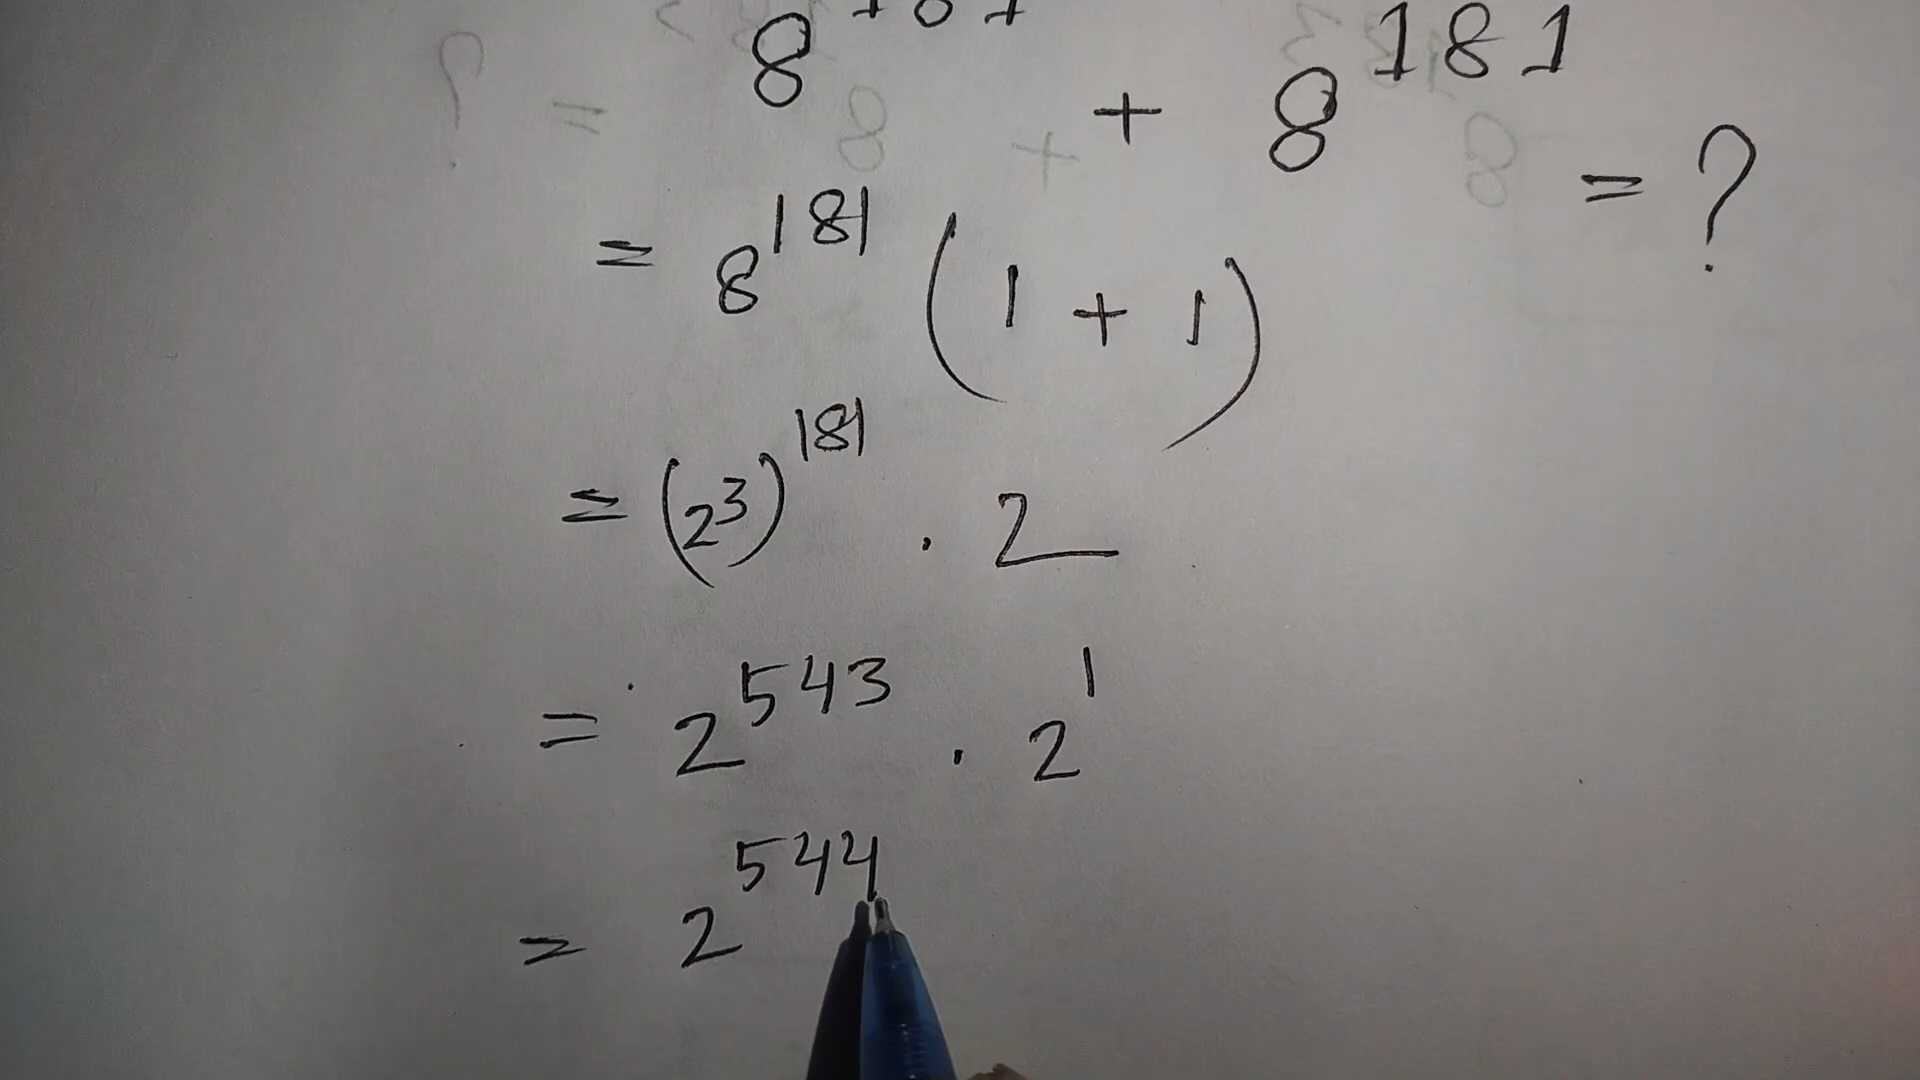 8^181 + 8^181 = ?
= 8^181 (1 + 1)
= (2^3)^181 . 2
= 2^543 . 2^1
= 2^544